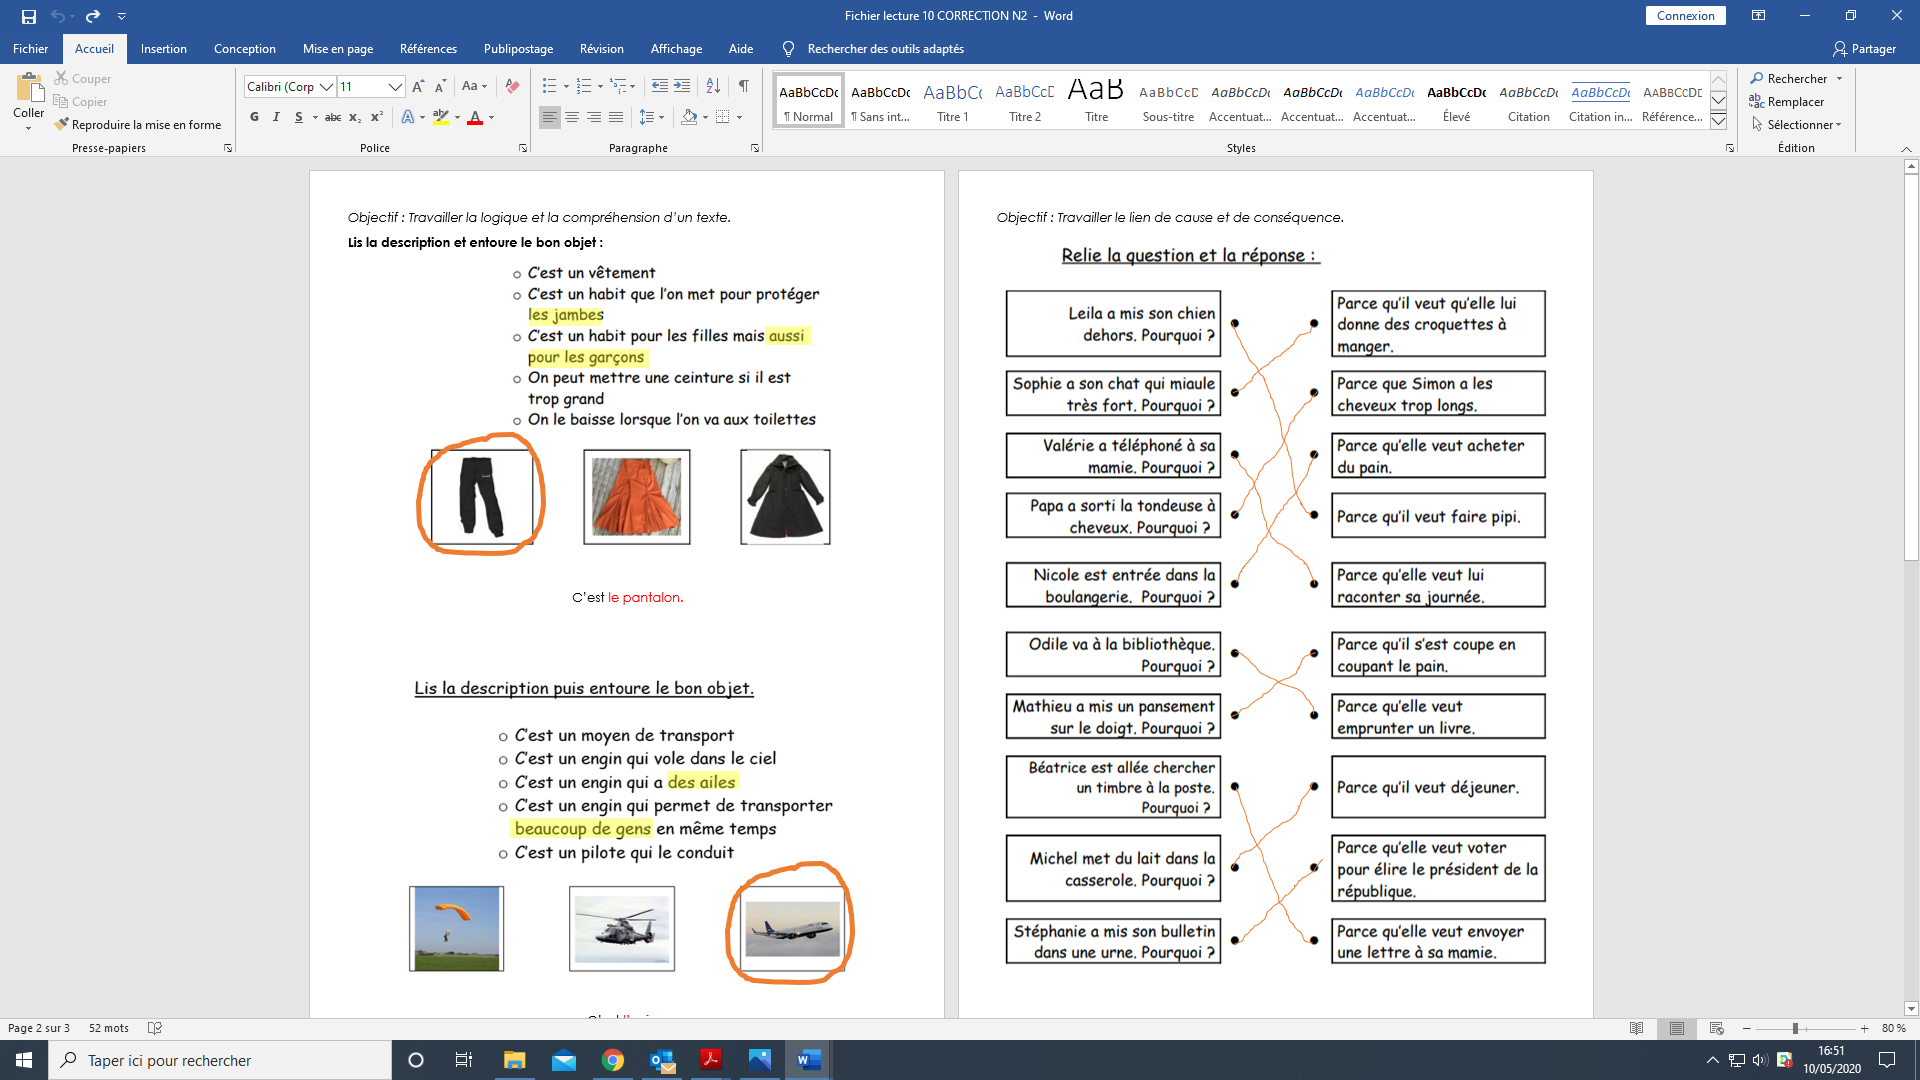 Fichier lecture 10 CORRECTION N2 - Word
Connexion
Fichier
Accueil
Insertion
Conception
Mise en page
Références
Publipostage
Révision
Affichage
Aide
Rechercher des outils adaptés
Partager
Coller
Couper
Copier
Reproduire la mise en forme
Presse-papiers
Calibri (Corp
11
Police
Paragraphe
AaBbCcDc
¶ Normal
AaBbCcDc
¶ Sans int...
AaBbCc
Titre 1
AaBbCcD
Titre 2
AaB
Titre
AaBbCcD
Sous-titre
AaBbCcDc
Accentuat...
AaBbCcDc
Accentuat...
AaBbCcDc
Accentuat...
AaBbCcDc
Élevé
AaBbCcDc
Citation
AaBbCcDc
Citation in...
AABBCCDE
Référence...
Styles
Rechercher
Remplacer
Sélectionner
Édition
Objectif : Travailler la logique et la compréhension d'un texte.
Lis la description et entoure le bon objet :
C'est un vêtement
C'est un habit que l'on met pour protéger
les jambes
C'est un habit pour les filles mais aussi
pour les garçons
On peut mettre une ceinture si il est
trop grand
On le baisse lorsque l'on va aux toilettes
C'est le pantalon.
Lis la description puis entoure le bon objet.
C'est un moyen de transport
C'est un engin qui vole dans le ciel
C'est un engin qui a des ailes
C'est un engin qui permet de transporter
beaucoup de gens en même temps
C'est un pilote qui le conduit
Objectif : Travailler le lien de cause et de conséquence.
Relie la question et la réponse :
Leila a mis son chien
dehors. Pourquoi ?
Parce qu'il veut qu'elle lui
donne des croquettes à
manger.
Sophie a son chat qui miaule
très fort. Pourquoi ?
Parce que Simon a les
cheveux trop longs.
Valérie a téléphoné à sa
mamie. Pourquoi ?
Parce qu'elle veut acheter
du pain.
Papa a sorti la tondeuse à
cheveux. Pourquoi ?
Parce qu'il veut faire pipi.
Nicole est entrée dans la
boulangerie. Pourquoi ?
Parce qu'elle veut lui
raconter sa journée.
Odile va à la bibliothèque.
Pourquoi ?
Parce qu'il s'est coupe en
coupant le pain.
Mathieu a mis un pansement
sur le doigt. Pourquoi ?
Parce qu'elle veut
emprunter un livre.
Béatrice est allée chercher
un timbre à la poste.
Pourquoi ?
Parce qu'il veut déjeuner.
Michel met du lait dans la
casserole. Pourquoi ?
Parce qu'elle veut voter
pour élire le président de la
république.
Stéphanie a mis son bulletin
dans une urne. Pourquoi ?
Parce qu'elle veut envoyer
une lettre à sa mamie.
Page 2 sur 3
52 mots
80 %
Taper ici pour rechercher
16:51
10/05/2020